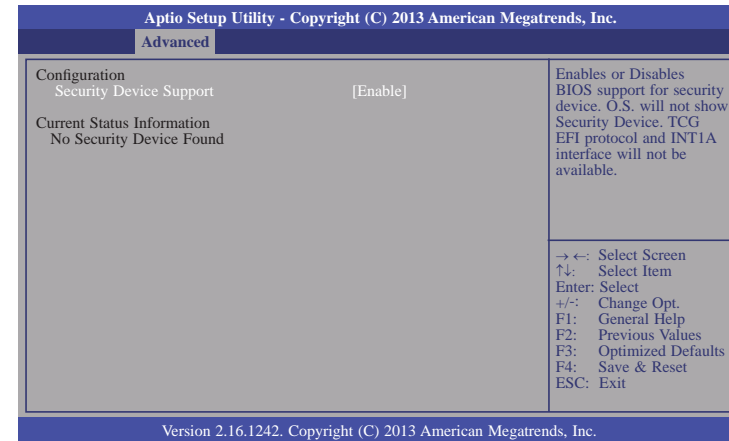 Aptio Setup Utility - Copyright (C) 2013 American Megatrends, Inc.
Advanced
Configuration
Security Device Support [Enable]
Current Status Information
No Security Device Found
Enables or Disables
BIOS support for security
device. O.S. will not show
Security Device. TCG
EFI protocol and INT1A
interface will not be
available.
→ ←: Select Screen
↑↓: Select Item
Enter: Select
+/-: Change Opt.
F1: General Help
F2: Previous Values
F3: Optimized Defaults
F4: Save & Reset
ESC: Exit
Version 2.16.1242. Copyright (C) 2013 American Megatrends, Inc.